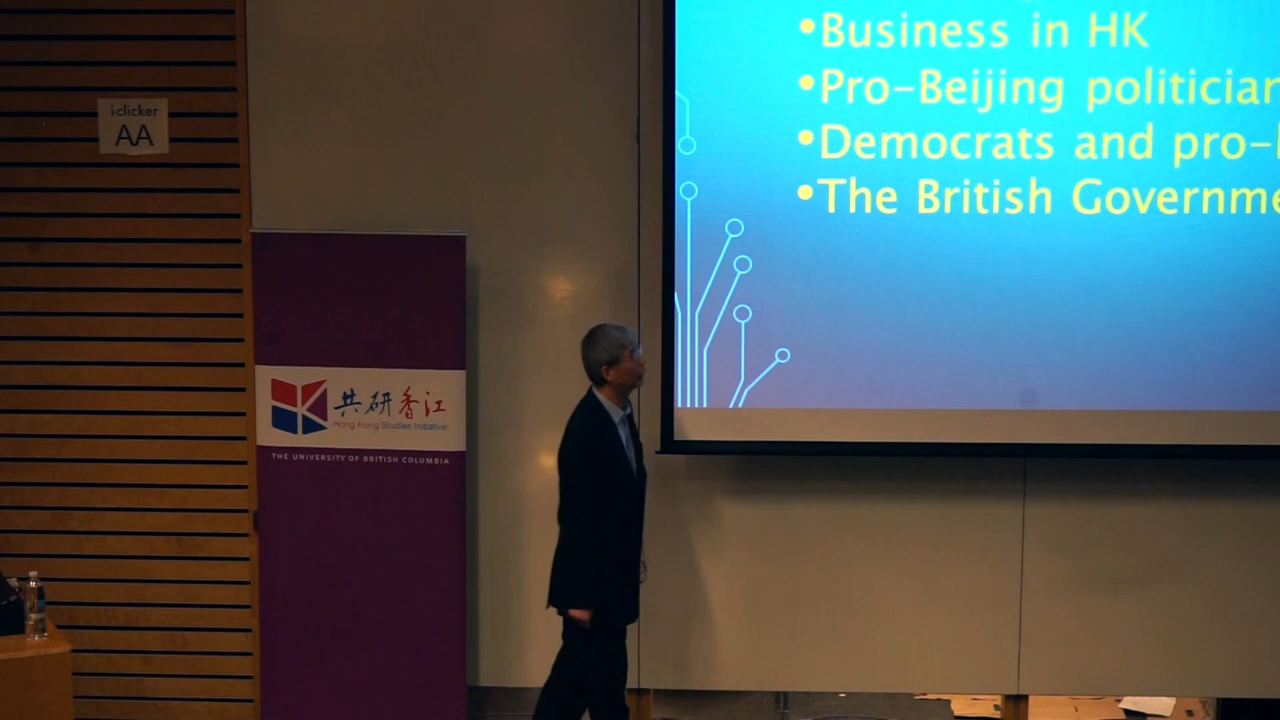 •Business in HK
•Pro-Beijing politician
•Democrats and pro-
•The British Governme
i-clicker
AA
共研香江
Hong Kong Studies Initiative
THE UNIVERSITY OF BRITISH COLUMBIA